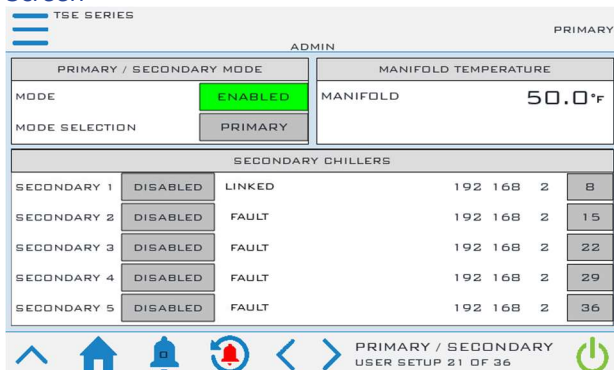 Screen
TSE SERIES
PRIMARY
ADMIN
PRIMARY / SECONDARY MODE
MODE ENABLED
MODE SELECTION PRIMARY
MANIFOLD TEMPERATURE
MANIFOLD 50.0°F
SECONDARY CHILLERS
SECONDARY 1 DISABLED LINKED 192 168 2 8
SECONDARY 2 DISABLED FAULT 192 168 2 15
SECONDARY 3 DISABLED FAULT 192 168 2 22
SECONDARY 4 DISABLED FAULT 192 168 2 29
SECONDARY 5 DISABLED FAULT 192 168 2 36
0
PRIMARY / SECONDARY
USER SETUP 21 OF 36